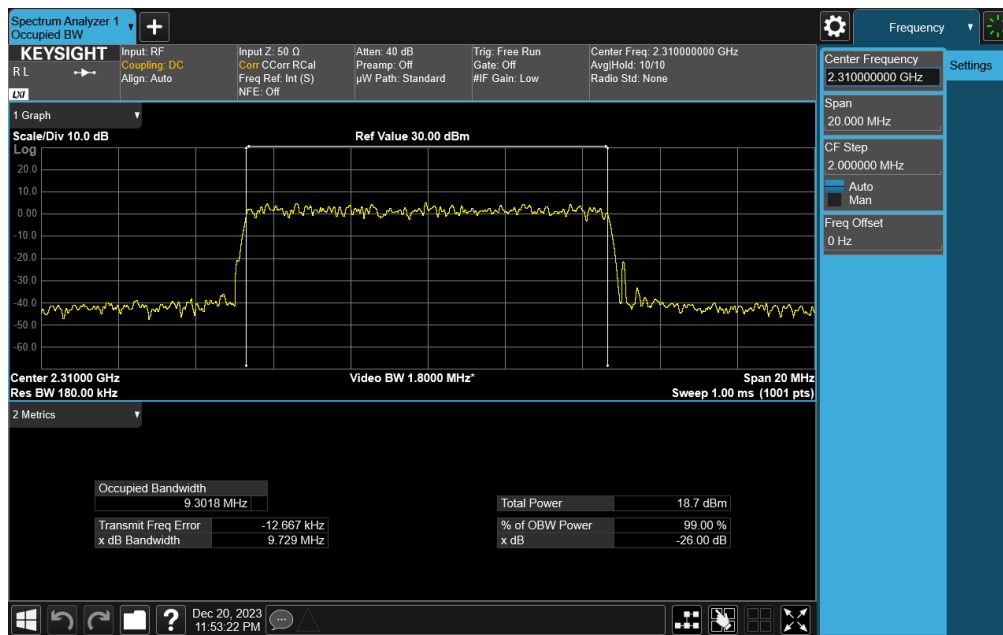 Spectrum Analyzer 1
Occupied BW
Frequency
KEYSIGHT
R L
LXI
Input: RF
Coupling: DC
Align: Auto
Input Z: 50 Ω
Corr CCorr RCal
Freq Ref: Int (S)
NFE: Off
Atten: 40 dB
Preamp: Off
µW Path: Standard
Trig: Free Run
Gate: Off
#IF Gain: Low
Center Freq: 2.310000000 GHz
Avg|Hold: 10/10
Radio Std: None
Center Frequency
2.310000000 GHz
Settings
Span
20.000 MHz
CF Step
2.000000 MHz
Auto
Man
Freq Offset
0 Hz
1 Graph
Scale/Div 10.0 dB
Ref Value 30.00 dBm
Log
20.0
10.0
0.00
-10.0
-20.0
-30.0
-40.0
-50.0
-60.0
Center 2.31000 GHz
Video BW 1.8000 MHz*
Span 20 MHz
Res BW 180.00 kHz
Sweep 1.00 ms (1001 pts)
2 Metrics
Occupied Bandwidth
9.3018 MHz
Total Power 18.7 dBm
Transmit Freq Error -12.667 kHz
% of OBW Power 99.00 %
x dB Bandwidth 9.729 MHz
x dB -26.00 dB
?
Dec 20, 2023
11:53:22 PM